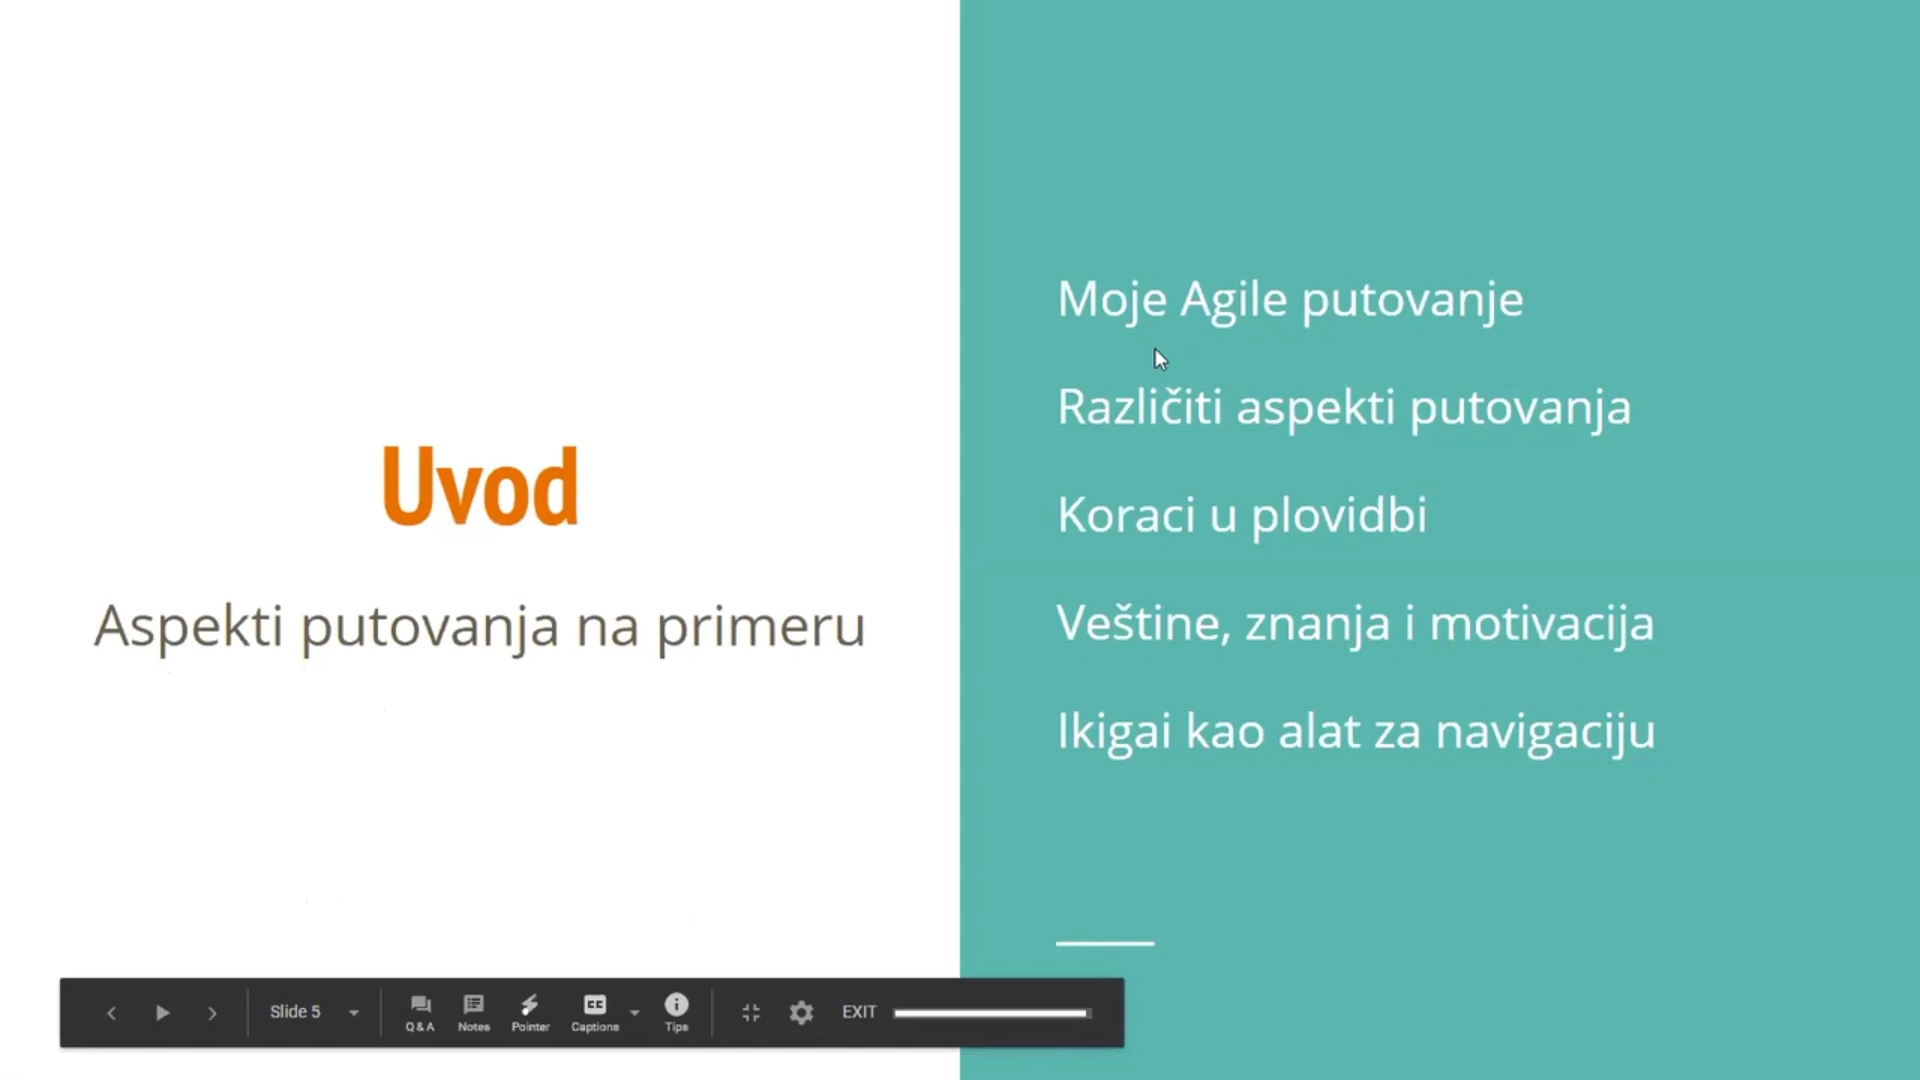 Uvod
Aspekti putovanja na primeru
Moje Agile putovanje
Različiti aspekti putovanja
Koraci u plovidbi
Veštine, znanja i motivacija
Ikigai kao alat za navigaciju
Slide 5
Q & A
Notes
Pointer
CC
Captions
Tips
EXIT